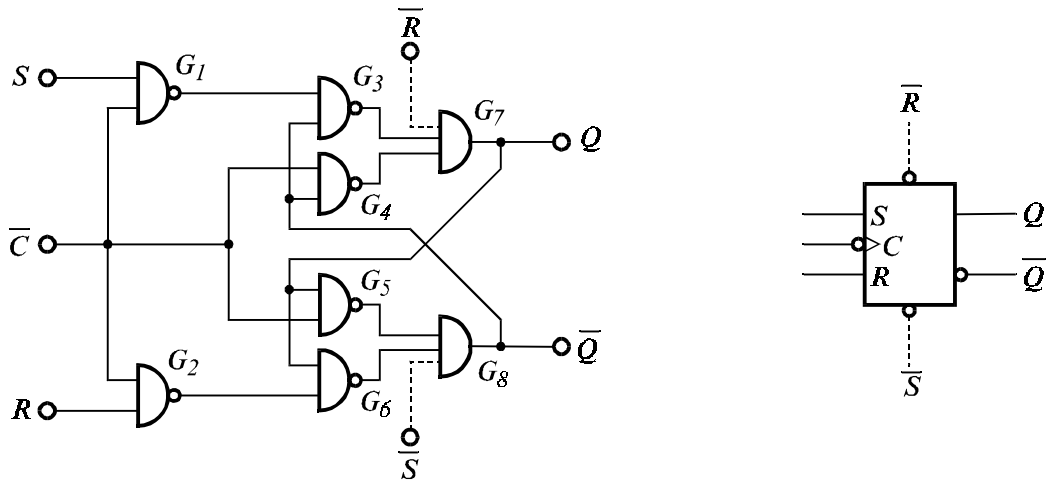 R̅
S
G₁
G₃
G₇
Q
G₄
C̅
G₅
G₂
G₈
Q̅
R
G₆
S̅
R̅
S
Q
C
R
Q̅
S̅